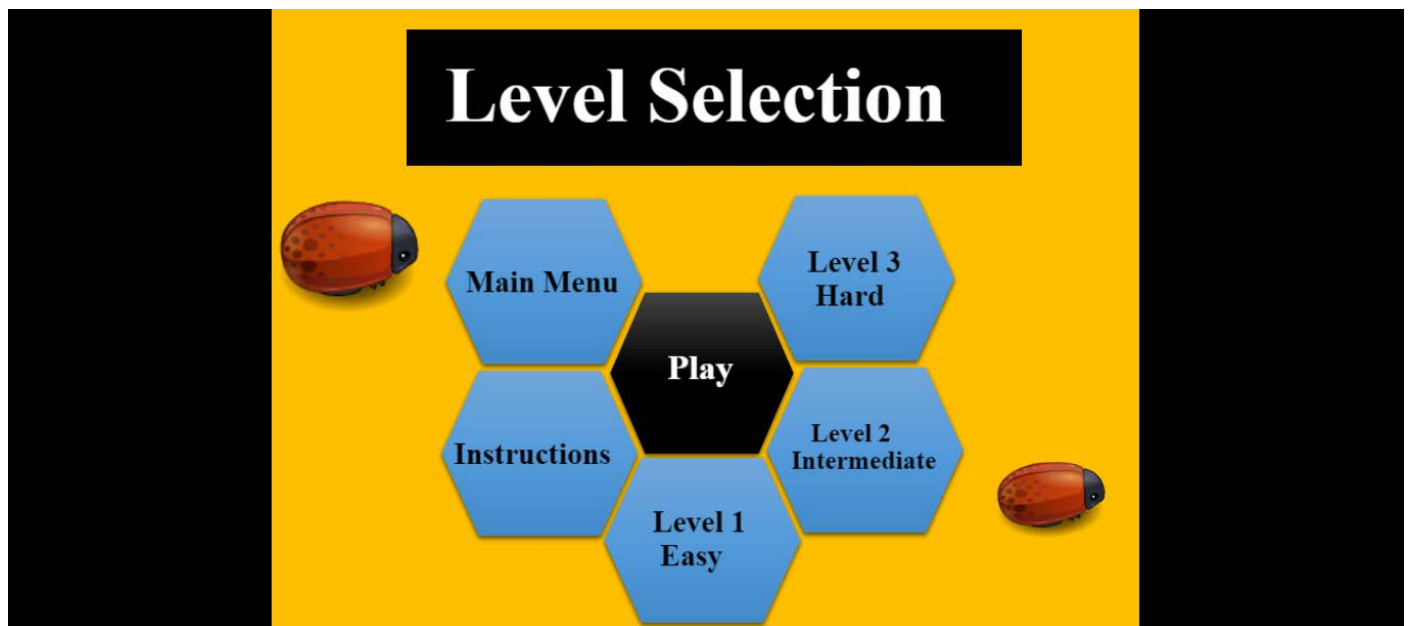 Level Selection
Main Menu
Level 3
Hard
Play
Instructions
Level 2
Intermediate
Level 1
Easy